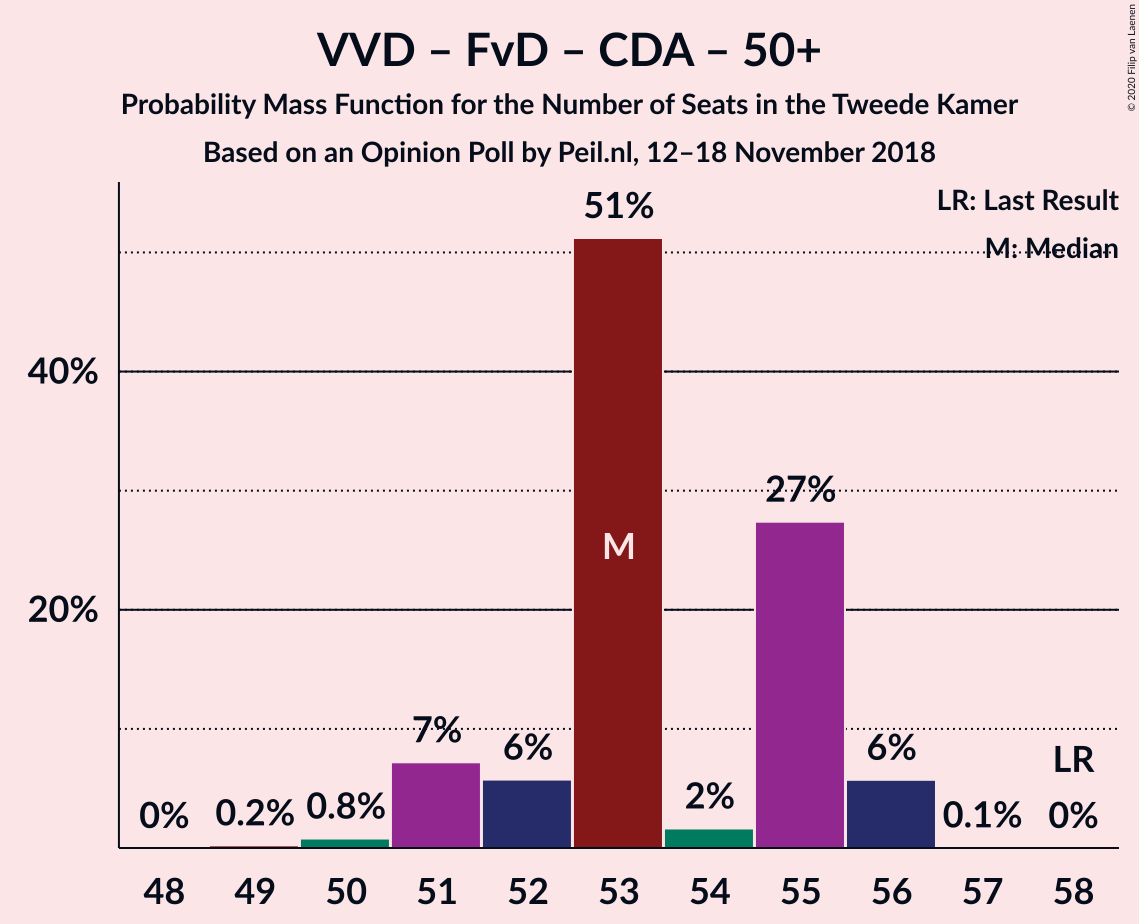 VVD – FvD – CDA – 50+
Probability Mass Function for the Number of Seats in the Tweede Kamer
Based on an Opinion Poll by Peil.nl, 12–18 November 2018
© 2020 Filip van Laenen
LR: Last Result
M: Median
51%
40%
27%
M
20%
7%
6%
6%
LR
0%
0.2%
0.8%
2%
0.1%
0%
48 49 50 51 52 53 54 55 56 57 58